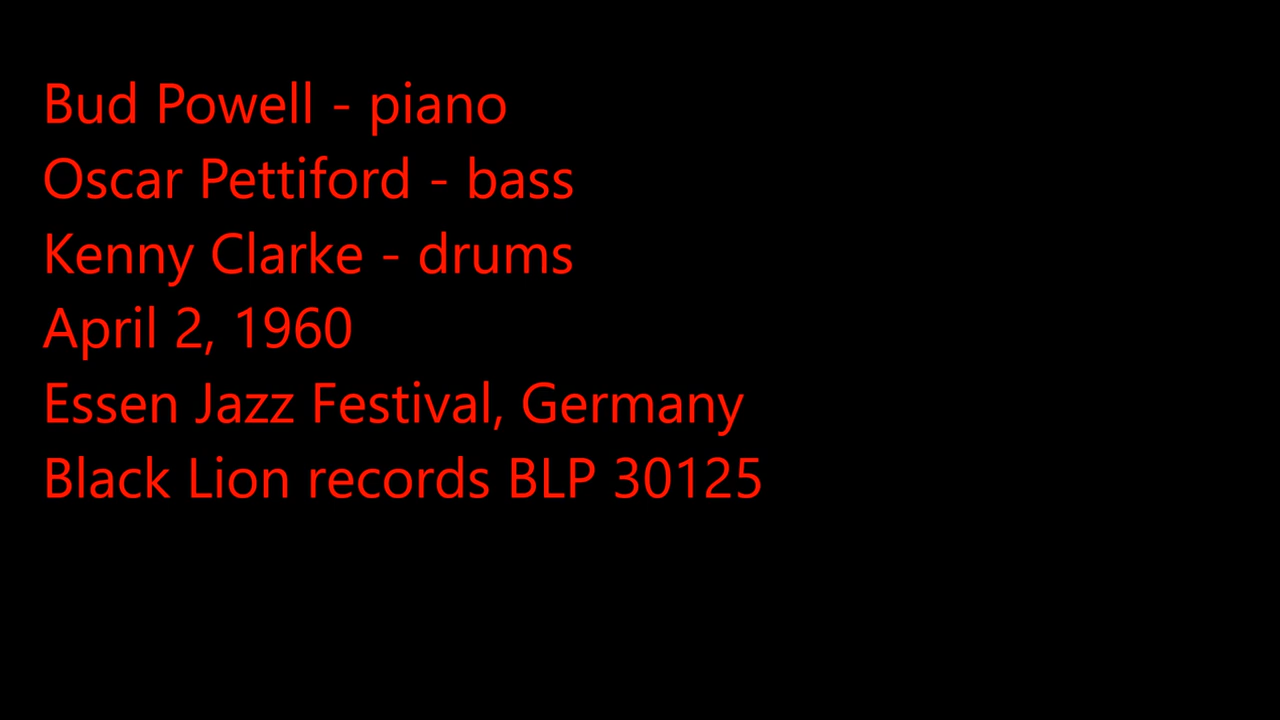 Bud Powell - piano
Oscar Pettiford - bass
Kenny Clarke - drums
April 2, 1960
Essen Jazz Festival, Germany
Black Lion records BLP 30125